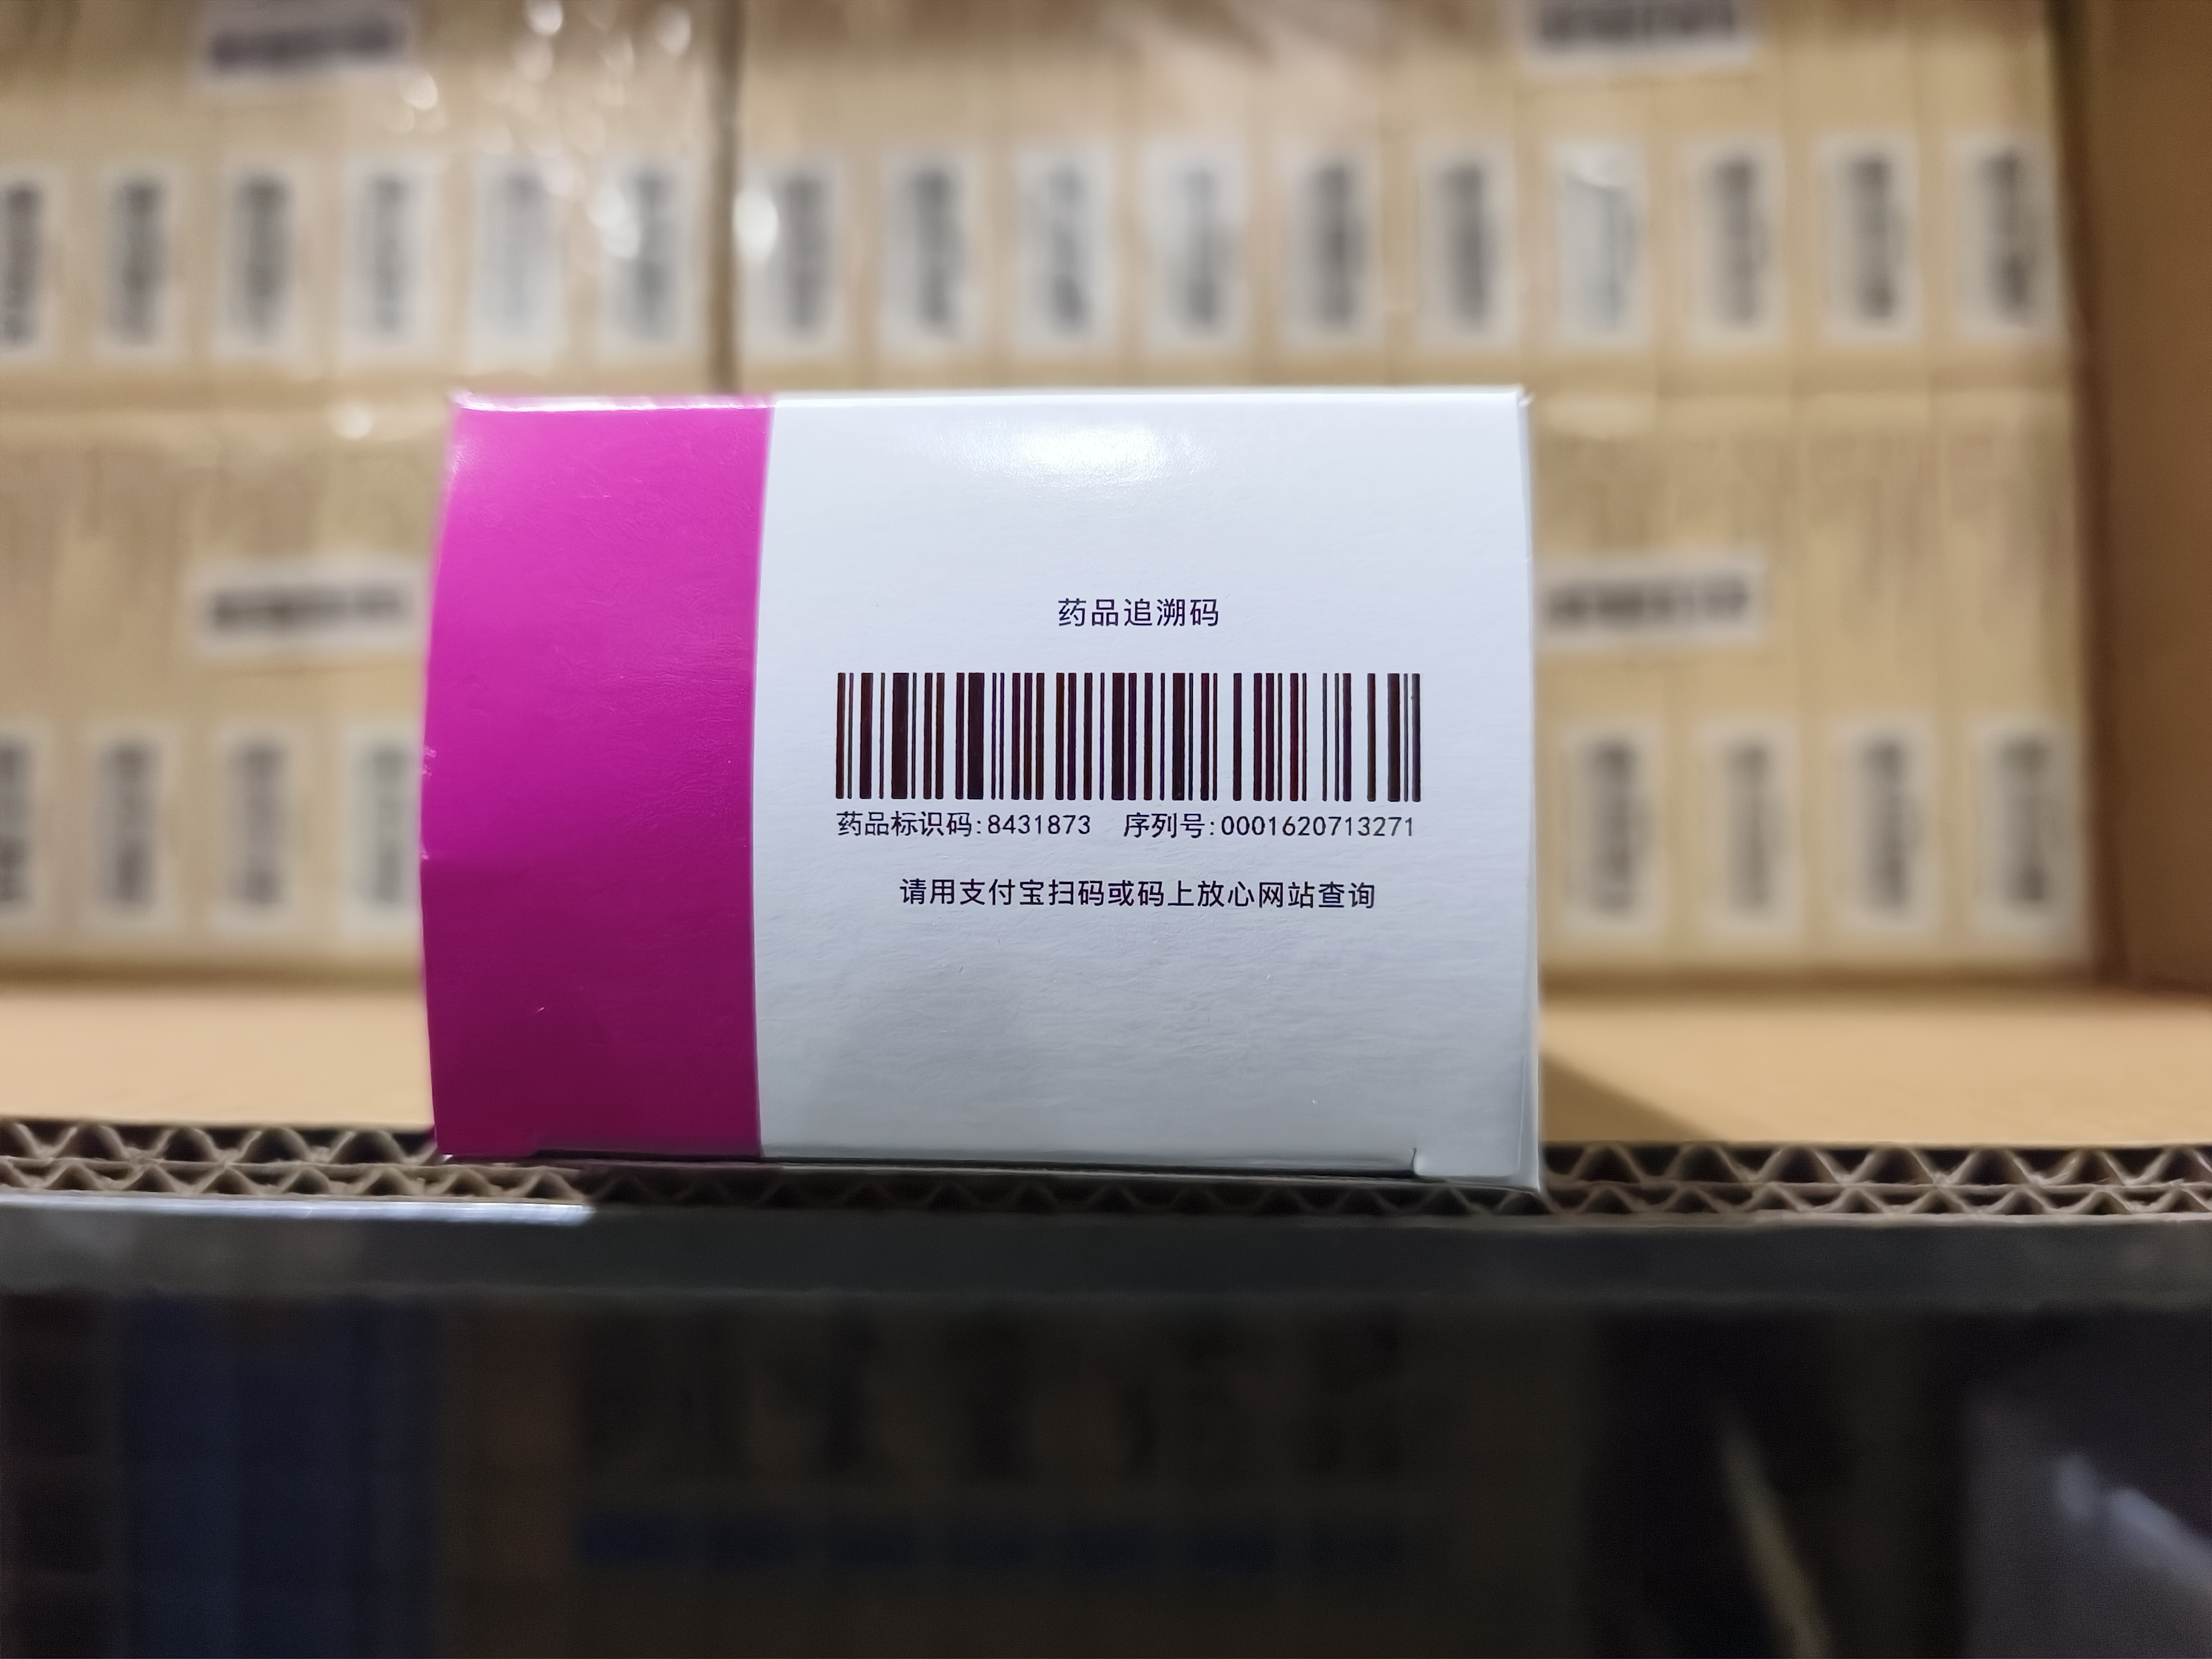 药品追溯码
药品标识码:8431873 序列号:0001620713271
请用支付宝扫码或码上放心网站查询